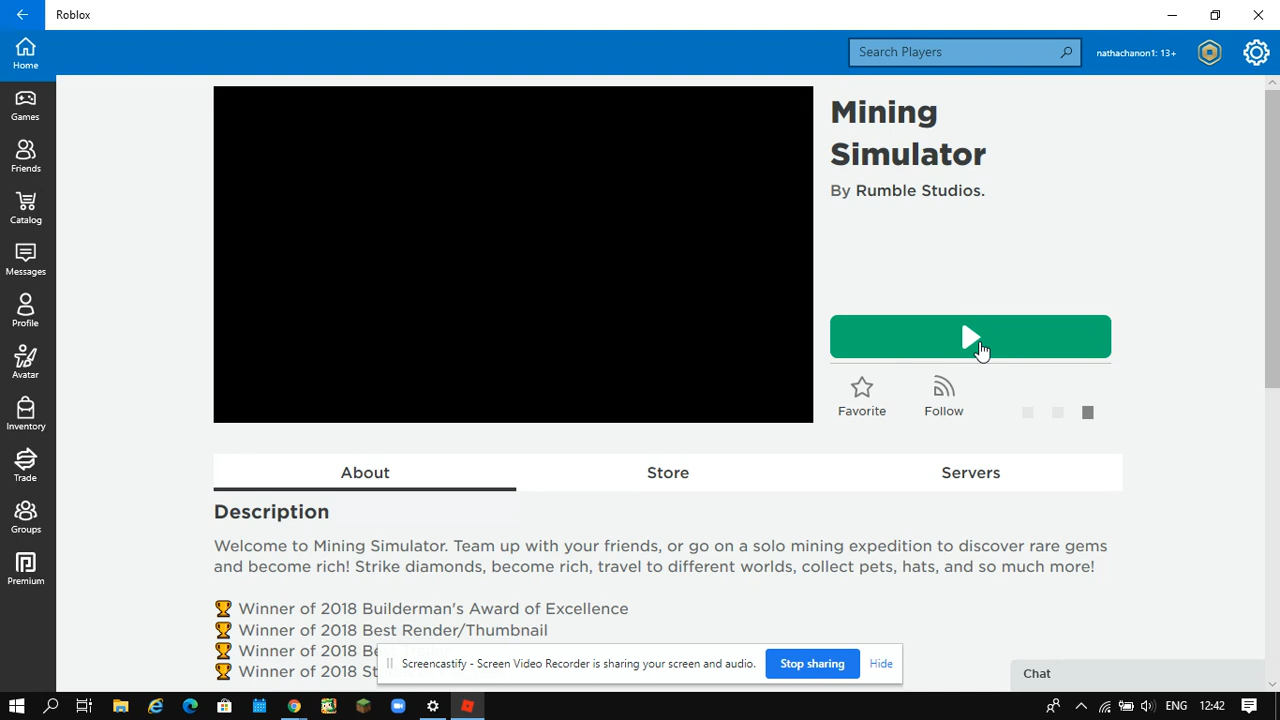 Roblox
Search Players
nathachanon1: 13+
Home
Games
Friends
Catalog
Messages
Profile
Avatar
Inventory
Trade
Groups
Premium
Mining
Simulator
By Rumble Studios.
Favorite
Follow
About
Store
Servers
Description
Welcome to Mining Simulator. Team up with your friends, or go on a solo mining expedition to discover rare gems
and become rich! Strike diamonds, become rich, travel to different worlds, collect pets, hats, and so much more!
Winner of 2018 Builderman's Award of Excellence
Winner of 2018 Best Render/Thumbnail
Winner of 2018 Be
Winner of 2018 St
Screencastify - Screen Video Recorder is sharing your screen and audio.
Stop sharing
Hide
Chat
ENG
12:42